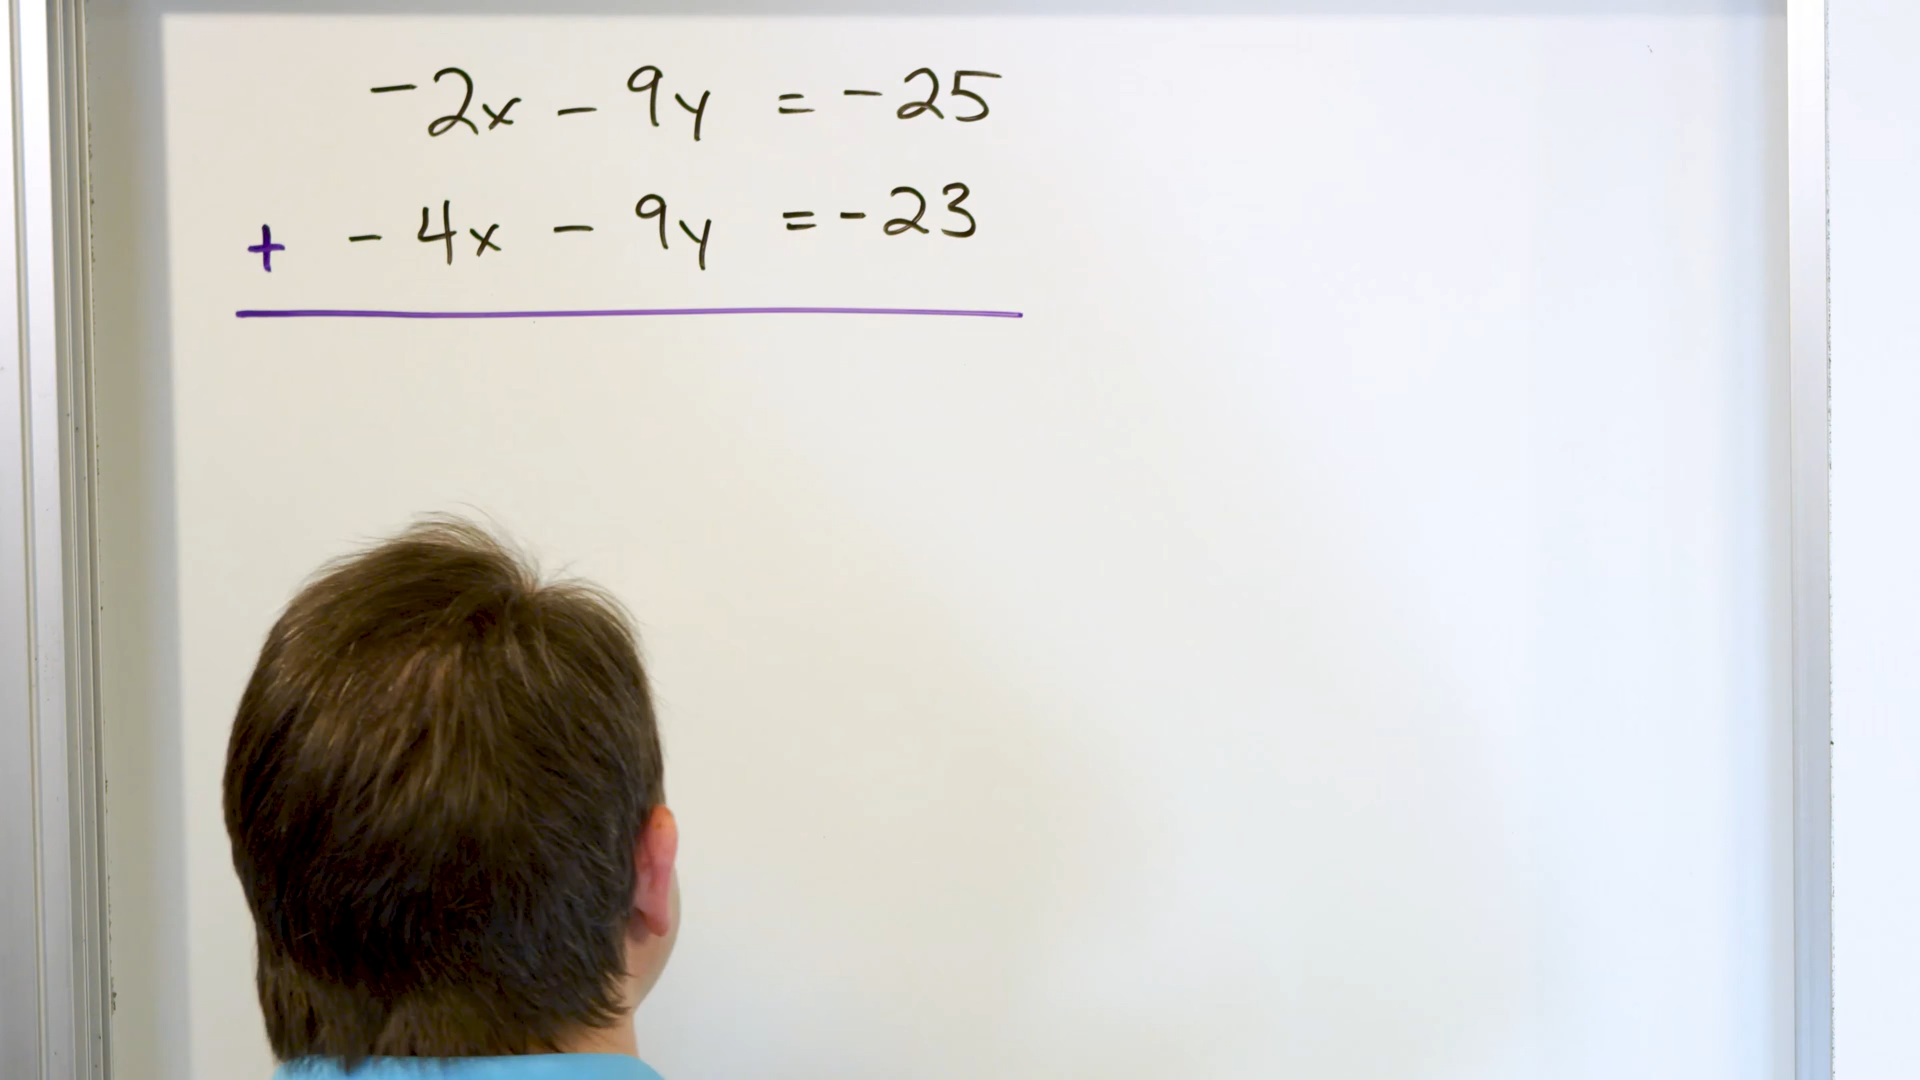 -2x - 9y = -25
+ -4x - 9y = -23